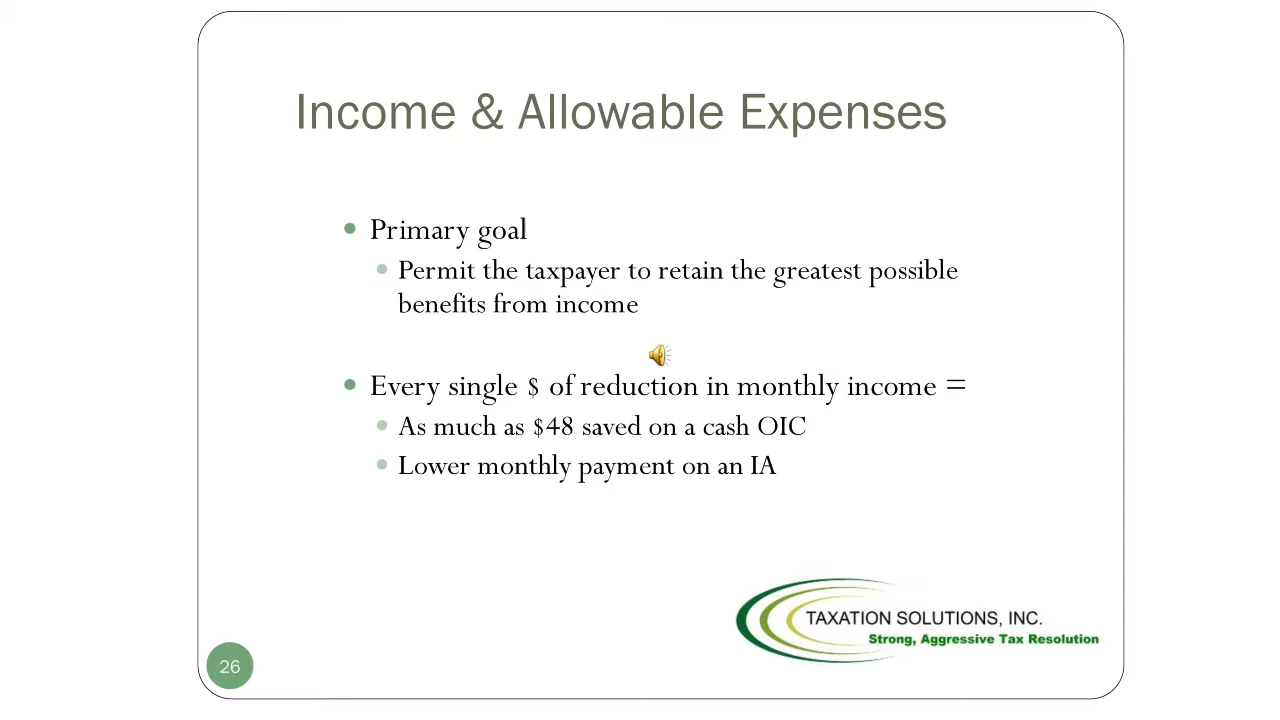 Income & Allowable Expenses
Primary goal
Permit the taxpayer to retain the greatest possible
benefits from income
Every single $ of reduction in monthly income =
As much as $48 saved on a cash OIC
Lower monthly payment on an IA
TAXATION SOLUTIONS, INC.
Strong, Aggressive Tax Resolution
26